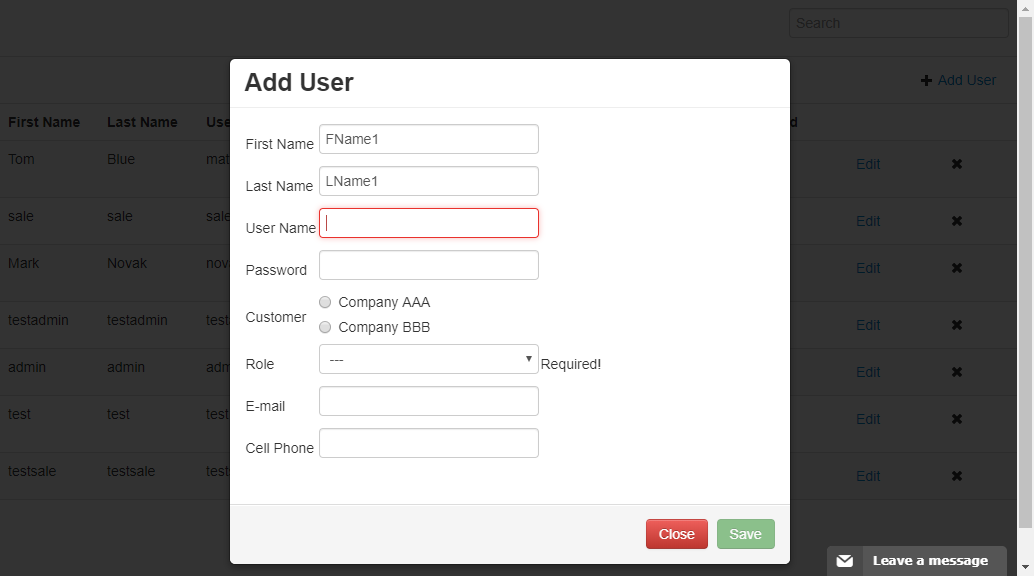 Search
Add User
Add User
First Name Last Name Use d
First Name FName1
Tom Blue mat Edit
Last Name LName1
sale sale sale Edit
User Name
Mark Novak nov Edit
Password
Customer Company AAA
Company BBB
testadmin testadmin test Edit
Role --- Required!
admin admin adm Edit
E-mail
test test test Edit
Cell Phone
testsale testsale test Edit
Close Save
Leave a message